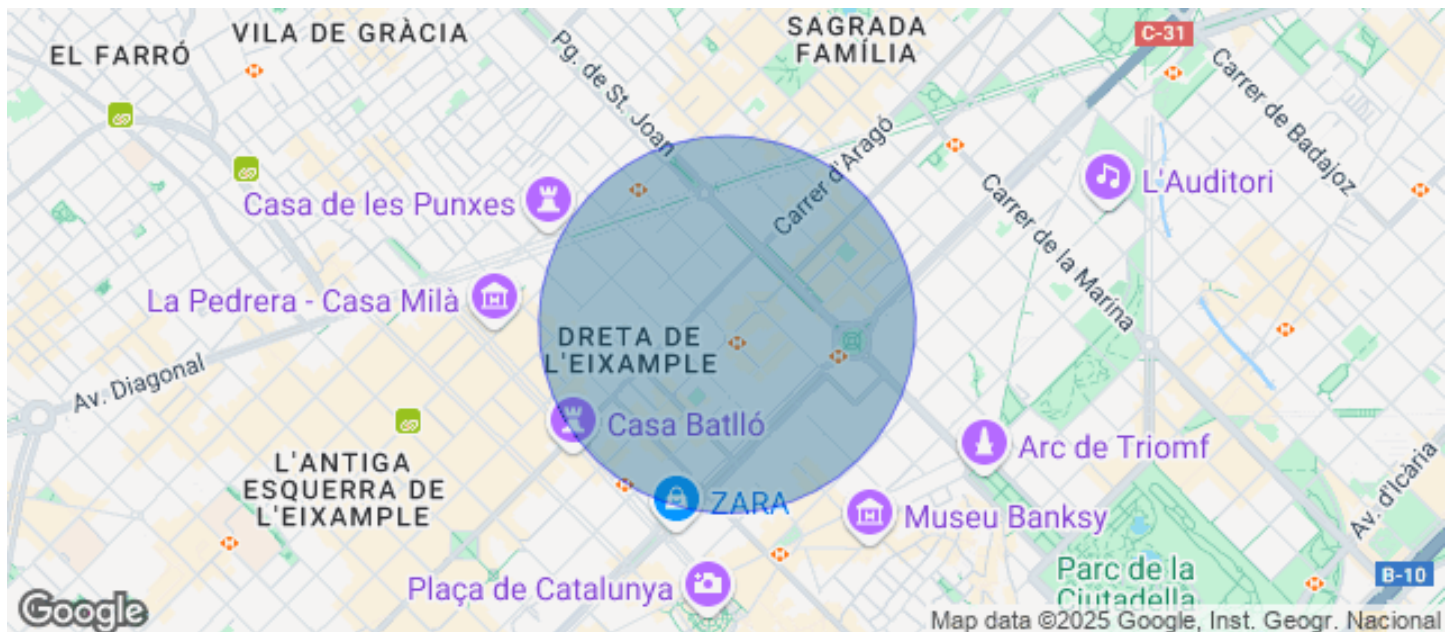 EL FARRÓ
VILA DE GRÀCIA
Pg. de St. Joan
SAGRADA
FAMÍLIA
C-31
Carrer de Badajoz
Casa de les Punxes
Carrer d'Aragó
L'Auditori
Carrer de la Marina
La Pedrera - Casa Milà
DRETA DE
L'EIXAMPLE
Av. Diagonal
Casa Batlló
Arc de Triomf
L'ANTIGA
ESQUERRA DE
L'EIXAMPLE
ZARA
Museu Banksy
Av. d'Icària
Plaça de Catalunya
Parc de la
Ciutadella
B-10
Google
Map data ©2025 Google, Inst. Geogr. Nacional